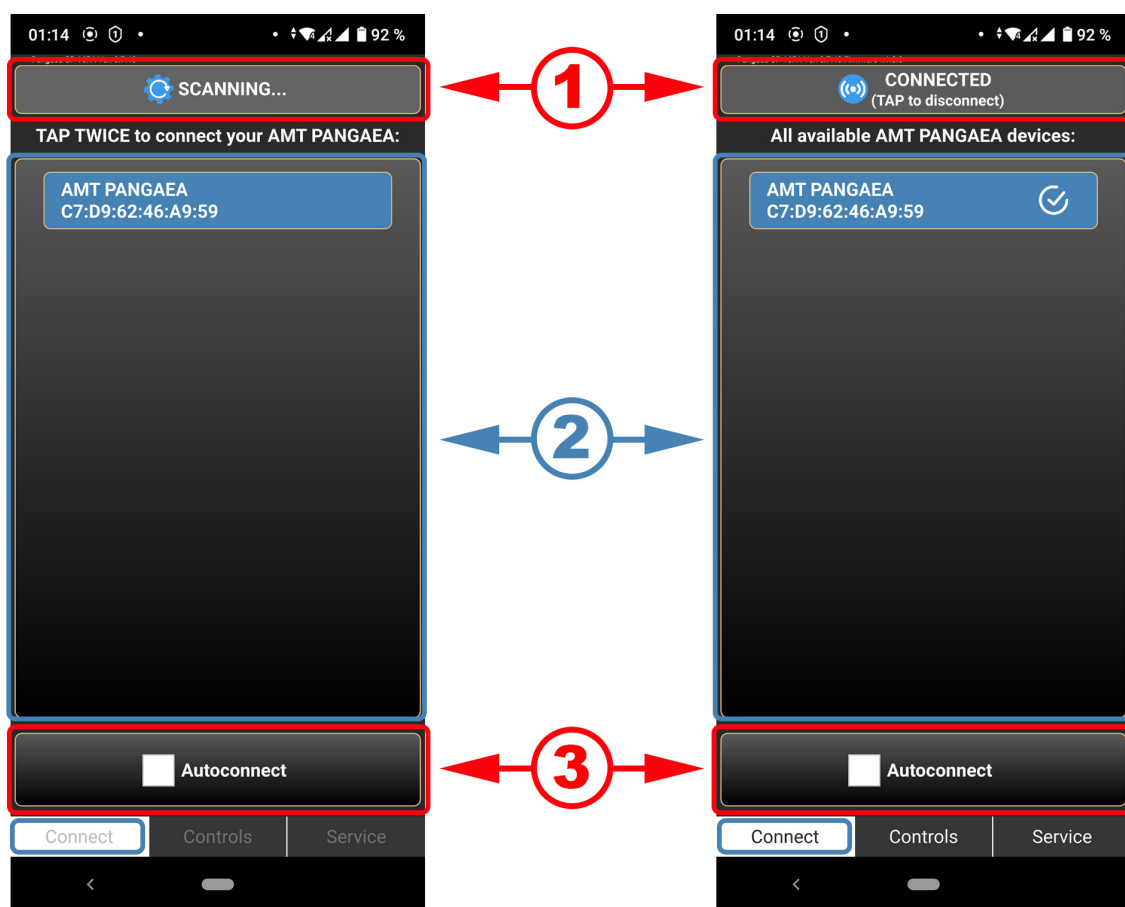 01:14
92 %
SCANNING...
TAP TWICE to connect your AMT PANGAEA:
AMT PANGAEA
C7:D9:62:46:A9:59
Autoconnect
Connect
Controls
Service
1
2
3
01:14
92 %
CONNECTED
(TAP to disconnect)
All available AMT PANGAEA devices:
AMT PANGAEA
C7:D9:62:46:A9:59
Autoconnect
Connect
Controls
Service